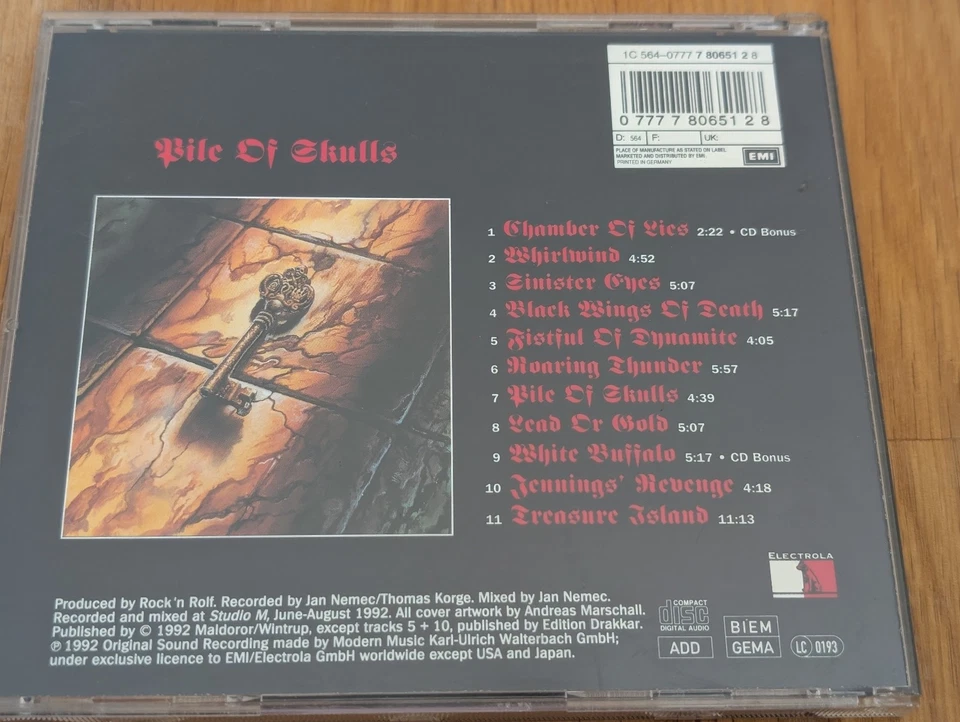 1C 564-0777 7 80651 2 8
0 777 7 80651 2 8
D: 564 F: UK:
PLACE OF MANUFACTURE AS STATED ON LABEL.
MARKETED AND DISTRIBUTED BY EMI.
PRINTED IN GERMANY
EMI
Pile Of Skulls
1 Chamber Of Lies 2:22 • CD Bonus
2 Whirlwind 4:52
3 Sinister Eyes 5:07
4 Black Wings Of Death 5:17
5 Fistful Of Dynamite 4:05
6 Roaring Thunder 5:57
7 Pile Of Skulls 4:39
8 Lead Or Gold 5:07
9 White Buffalo 5:17 • CD Bonus
10 Jennings' Revenge 4:18
11 Treasure Island 11:13
ELECTROLA
Produced by Rock'n Rolf. Recorded by Jan Nemec/Thomas Korge. Mixed by Jan Nemec.
Recorded and mixed at Studio M, June-August 1992. All cover artwork by Andreas Marschall.
Published by © 1992 Maldoror/Wintrup, except tracks 5 + 10, published by Edition Drakkar.
℗ 1992 Original Sound Recording made by Modern Music Karl-Ulrich Walterbach GmbH;
under exclusive licence to EMI/Electrola GmbH worldwide except USA and Japan.
COMPACT
disc
DIGITAL AUDIO
ADD
BIEM
GEMA
LC 0193